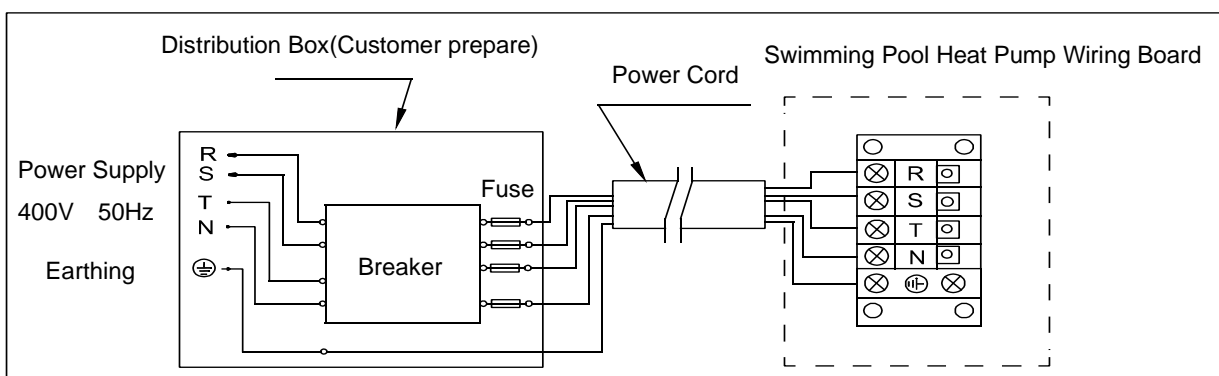 Distribution Box(Customer prepare)
Power Cord
Swimming Pool Heat Pump Wiring Board
Power Supply
400V 50Hz
Earthing
R
S
T
N
Fuse
Breaker
R
S
T
N